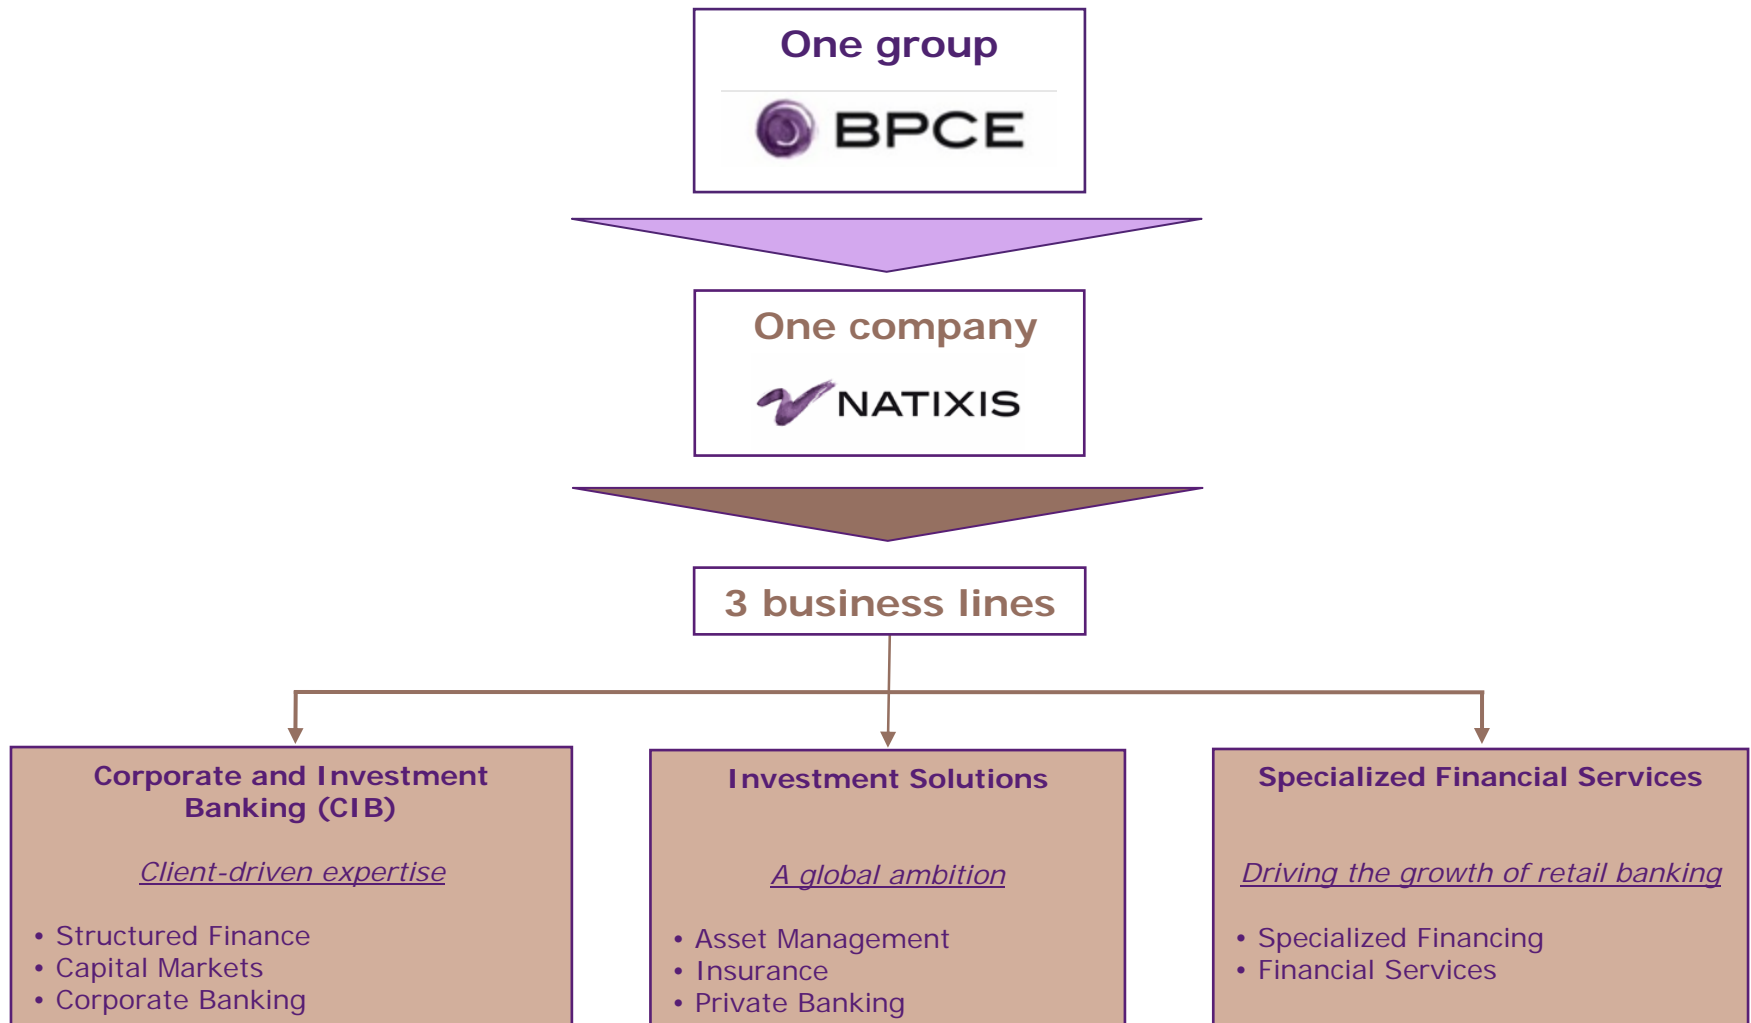 One group
BPCE
One company
NATIXIS
3 business lines
Corporate and Investment
Banking (CIB)
Client-driven expertise
• Structured Finance
• Capital Markets
• Corporate Banking
Investment Solutions
A global ambition
• Asset Management
• Insurance
• Private Banking
Specialized Financial Services
Driving the growth of retail banking
• Specialized Financing
• Financial Services